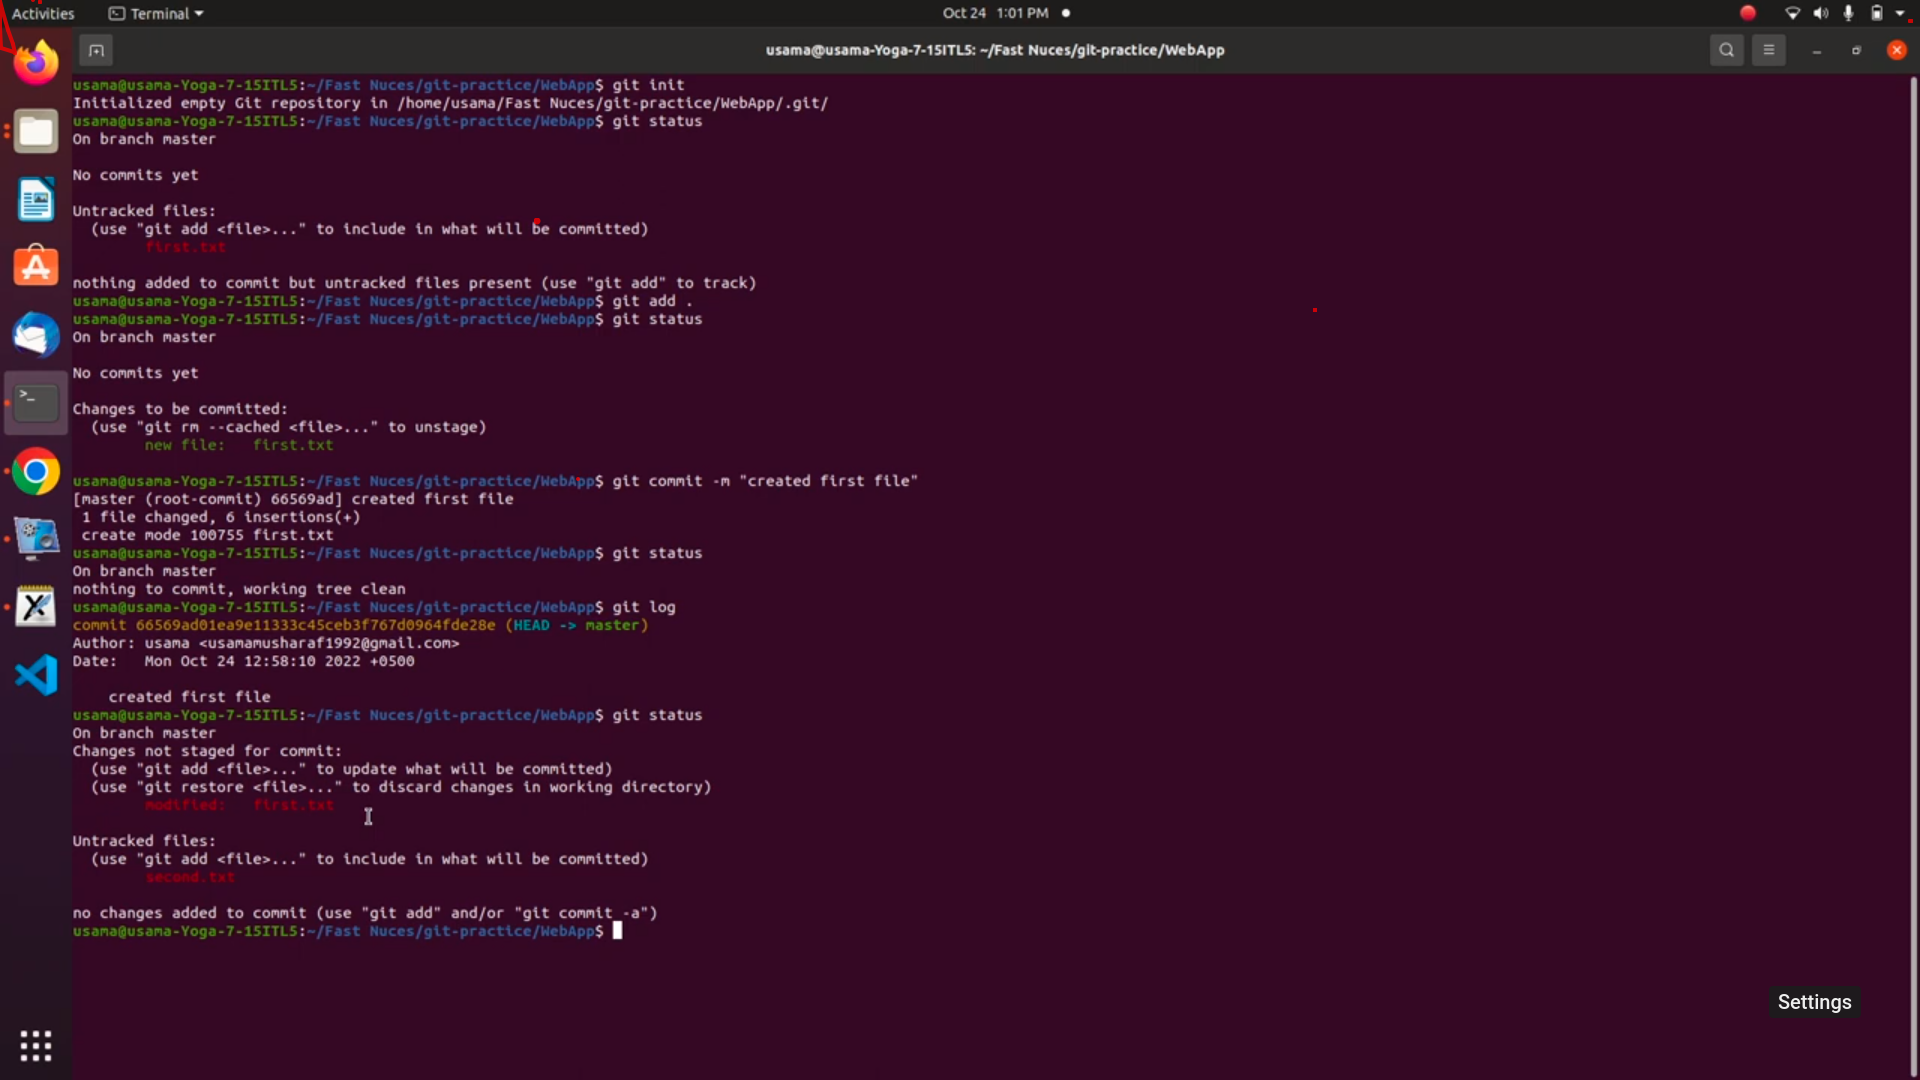 Activities
Terminal
Oct 24 1:01 PM
usama@usama-Yoga-7-15ITL5: ~/Fast Nuces/git-practice/WebApp
usama@usama-Yoga-7-15ITL5:~/Fast Nuces/git-practice/WebApp$ git init
Initialized empty Git repository in /home/usama/Fast Nuces/git-practice/WebApp/.git/
usama@usama-Yoga-7-15ITL5:~/Fast Nuces/git-practice/WebApp$ git status
On branch master
No commits yet
Untracked files:
(use "git add <file>..." to include in what will be committed)
first.txt
nothing added to commit but untracked files present (use "git add" to track)
usama@usama-Yoga-7-15ITL5:~/Fast Nuces/git-practice/WebApp$ git add .
usama@usama-Yoga-7-15ITL5:~/Fast Nuces/git-practice/WebApp$ git status
On branch master
No commits yet
Changes to be committed:
(use "git rm --cached <file>..." to unstage)
new file: first.txt
usama@usama-Yoga-7-15ITL5:~/Fast Nuces/git-practice/WebApp$ git commit -m "created first file"
[master (root-commit) 66569ad] created first file
1 file changed, 6 insertions(+)
create mode 100755 first.txt
usama@usama-Yoga-7-15ITL5:~/Fast Nuces/git-practice/WebApp$ git status
On branch master
nothing to commit, working tree clean
usama@usama-Yoga-7-15ITL5:~/Fast Nuces/git-practice/WebApp$ git log
commit 66569ad01ea9e11333c45ceb3f767d0964fde28e (HEAD -> master)
Author: usama <usamamusharaf1992@gmail.com>
Date: Mon Oct 24 12:58:10 2022 +0500
created first file
usama@usama-Yoga-7-15ITL5:~/Fast Nuces/git-practice/WebApp$ git status
On branch master
Changes not staged for commit:
(use "git add <file>..." to update what will be committed)
(use "git restore <file>..." to discard changes in working directory)
modified: first.txt
Untracked files:
(use "git add <file>..." to include in what will be committed)
second.txt
no changes added to commit (use "git add" and/or "git commit -a")
usama@usama-Yoga-7-15ITL5:~/Fast Nuces/git-practice/WebApp$
Settings